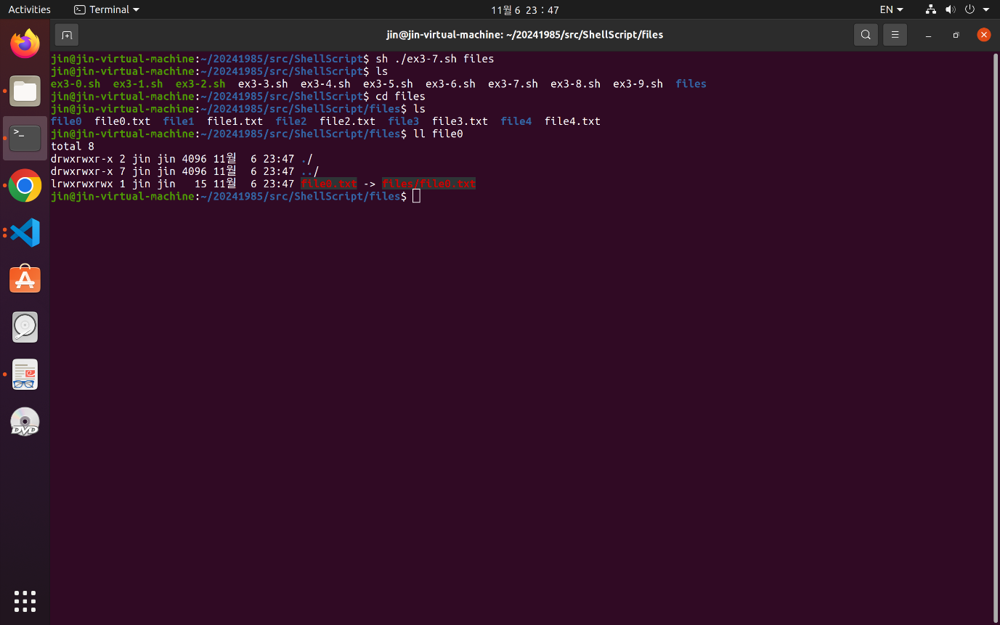 Activities Terminal 11월 6 23：47 EN
jin@jin-virtual-machine: ~/20241985/src/ShellScript/files
jin@jin-virtual-machine:~/20241985/src/ShellScript$ sh ./ex3-7.sh files
jin@jin-virtual-machine:~/20241985/src/ShellScript$ ls
ex3-0.sh ex3-1.sh ex3-2.sh ex3-3.sh ex3-4.sh ex3-5.sh ex3-6.sh ex3-7.sh ex3-8.sh ex3-9.sh files
jin@jin-virtual-machine:~/20241985/src/ShellScript$ cd files
jin@jin-virtual-machine:~/20241985/src/ShellScript/files$ ls
file0 file0.txt file1 file1.txt file2 file2.txt file3 file3.txt file4 file4.txt
jin@jin-virtual-machine:~/20241985/src/ShellScript/files$ ll file0
total 8
drwxrwxr-x 2 jin jin 4096 11월  6 23:47 ./
drwxrwxr-x 7 jin jin 4096 11월  6 23:47 ../
lrwxrwxrwx 1 jin jin   15 11월  6 23:47 file0.txt -> files/file0.txt
jin@jin-virtual-machine:~/20241985/src/ShellScript/files$
DVD